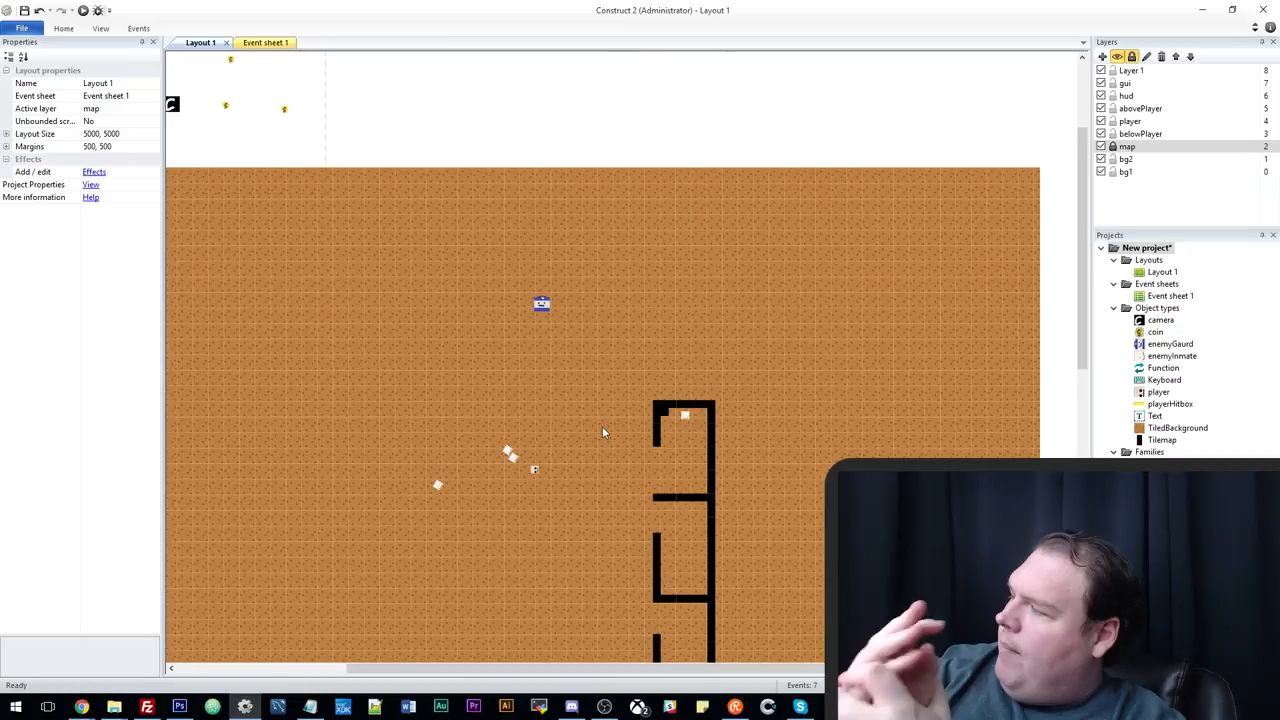 Construct 2 (Administrator) - Layout 1
File
Home
View
Events
Properties
Layout 1
Event sheet 1
Layers
Layout properties
Name Layout 1
Event sheet Event sheet 1
Active layer map
Unbounded scr... No
Layout Size 5000, 5000
Margins 500, 500
Effects
Add / edit Effects
Project Properties View
More information Help
Layer 1 8
gui 7
hud 6
abovePlayer 5
player 4
belowPlayer 3
map 2
bg2 1
bg1 0
Projects
New project*
Layouts
Layout 1
Event sheets
Event sheet 1
Object types
camera
coin
enemyGaurd
enemyInmate
Function
Keyboard
player
playerHitbox
Text
TiledBackground
Tilemap
Families
C
Ready
Events: 7